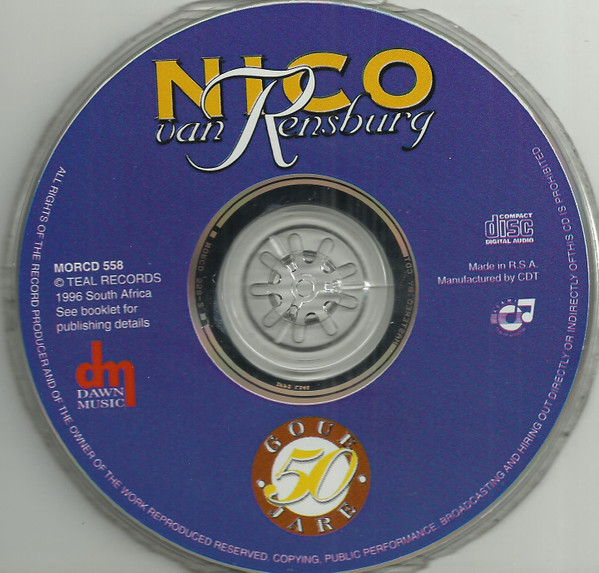 NICO
van Rensburg
MORCD 558
© TEAL RECORDS
1996 South Africa
See booklet for
publishing details
dm
DAWN
MUSIC
COMPACT
disc
DIGITAL AUDIO
Made in R.S.A.
Manufactured by CDT
GOUE
50
JARE
ALL RIGHTS OF THE RECORD PRODUCER AND OF THE OWNER OF THE WORK REPRODUCED RESERVED. COPYING, PUBLIC PERFORMANCE, BROADCASTING AND HIRING OUT DIRECTLY OR INDIRECTLY OFTHIS CD IS PROHIBITED